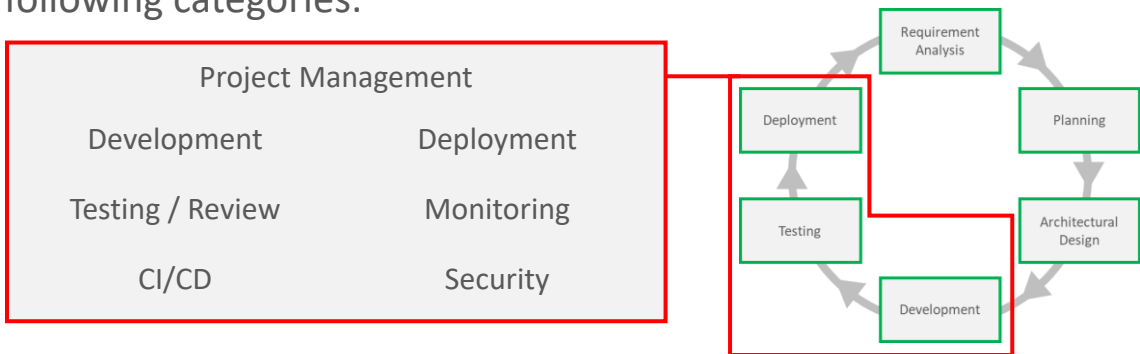 following categories:
Project Management
Development Deployment
Testing / Review Monitoring
CI/CD Security
Requirement
Analysis
Deployment
Planning
Testing
Architectural
Design
Development